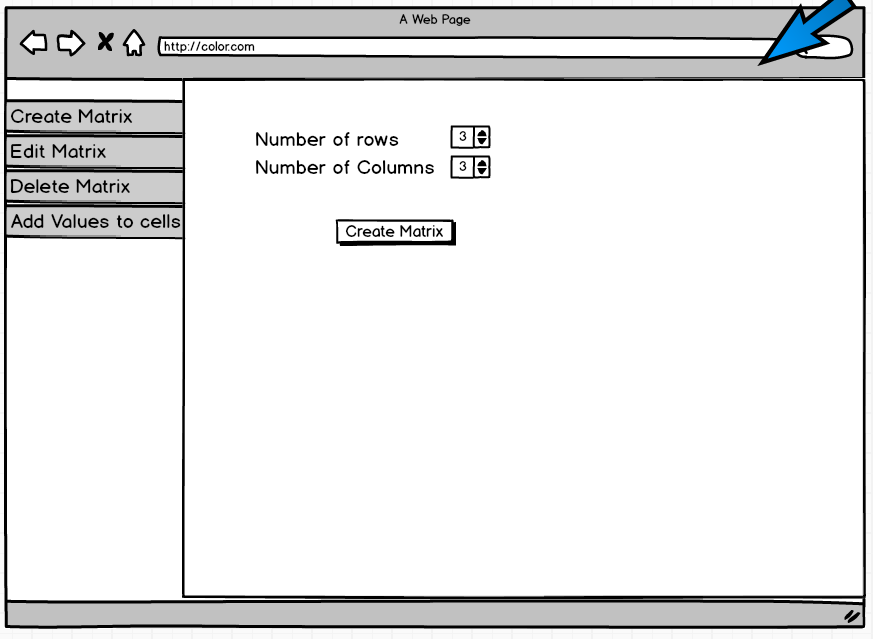 A Web Page
http://color.com
Create Matrix
Edit Matrix
Delete Matrix
Add Values to cells
Number of rows 3
Number of Columns 3
Create Matrix